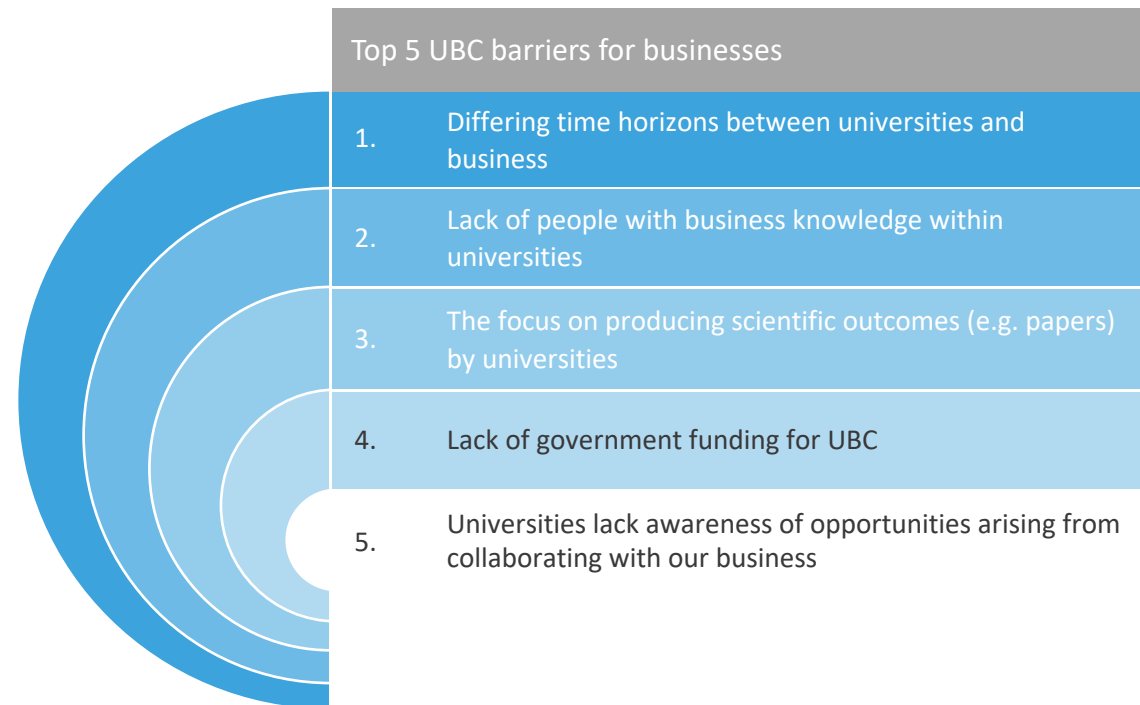 Top 5 UBC barriers for businesses
1.
Differing time horizons between universities and
business
2.
Lack of people with business knowledge within
universities
3.
The focus on producing scientific outcomes (e.g. papers)
by universities
4.
Lack of government funding for UBC
5.
Universities lack awareness of opportunities arising from
collaborating with our business